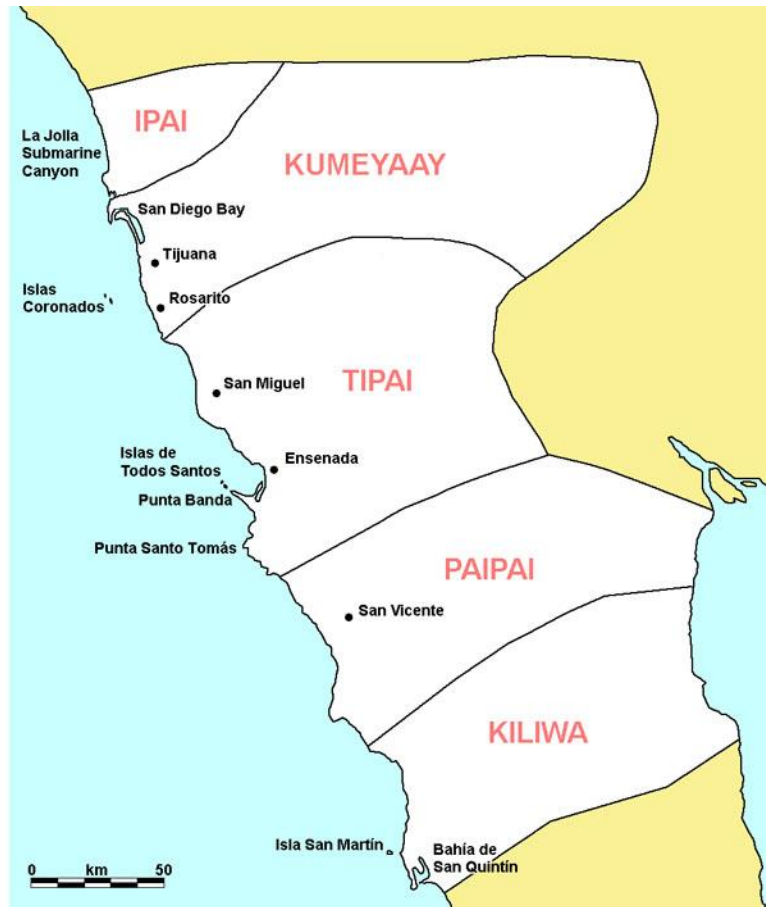 IPAI
La Jolla
Submarine
Canyon
KUMEYAAY
San Diego Bay
Tijuana
Islas
Coronados
Rosarito
San Miguel
TIPAI
Islas de
Todos Santos
Ensenada
Punta Banda
Punta Santo Tomás
PAIPAI
San Vicente
KILIWA
Isla San Martín
Bahía de
San Quintín
0 km 50